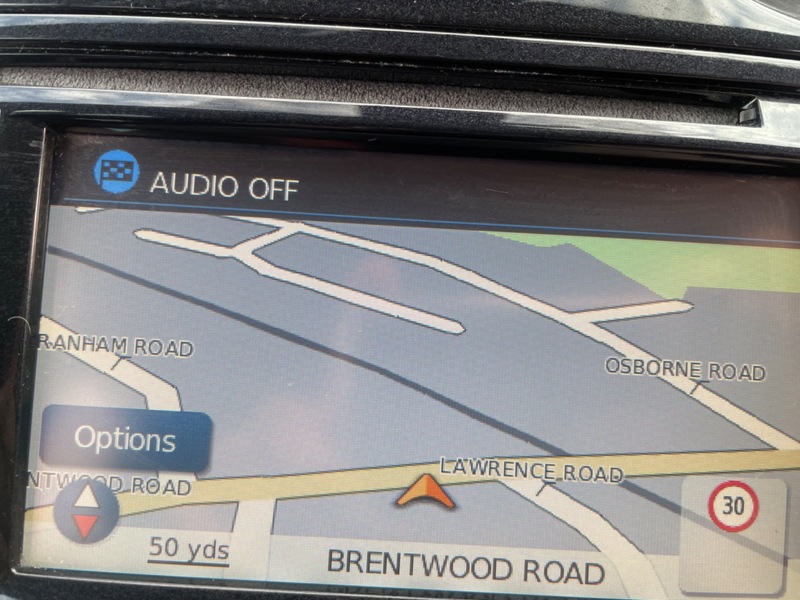 AUDIO OFF
RANHAM ROAD
OSBORNE ROAD
Options
LAWRENCE ROAD
NTWOOD ROAD
30
50 yds
BRENTWOOD ROAD